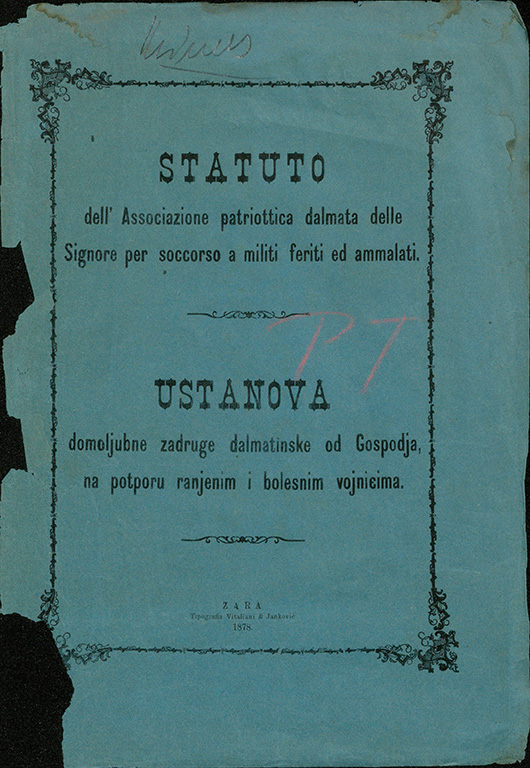 STATUTO
dell' Associazione patriottica dalmata delle
Signore per soccorso a militi feriti ed ammalati.
PT
USTANOVA
domoljubne zadruge dalmatinske od Gospodja,
na potporu ranjenim i bolesnim vojnicima.
ZARA
Tipografia Vitaliani & Janković
1878.